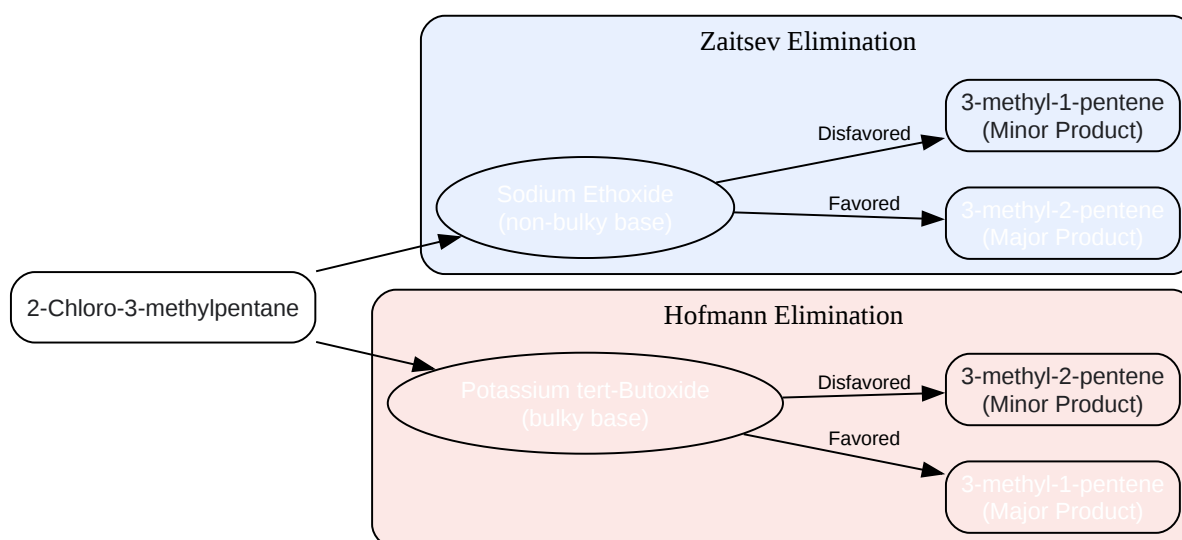 Zaitsev Elimination
3-methyl-1-pentene
(Minor Product)
Disfavored
Sodium Ethoxide
(non-bulky base)
Favored
3-methyl-2-pentene
(Major Product)
2-Chloro-3-methylpentane
Hofmann Elimination
3-methyl-2-pentene
(Minor Product)
Disfavored
Potassium tert-Butoxide
(bulky base)
Favored
3-methyl-1-pentene
(Major Product)